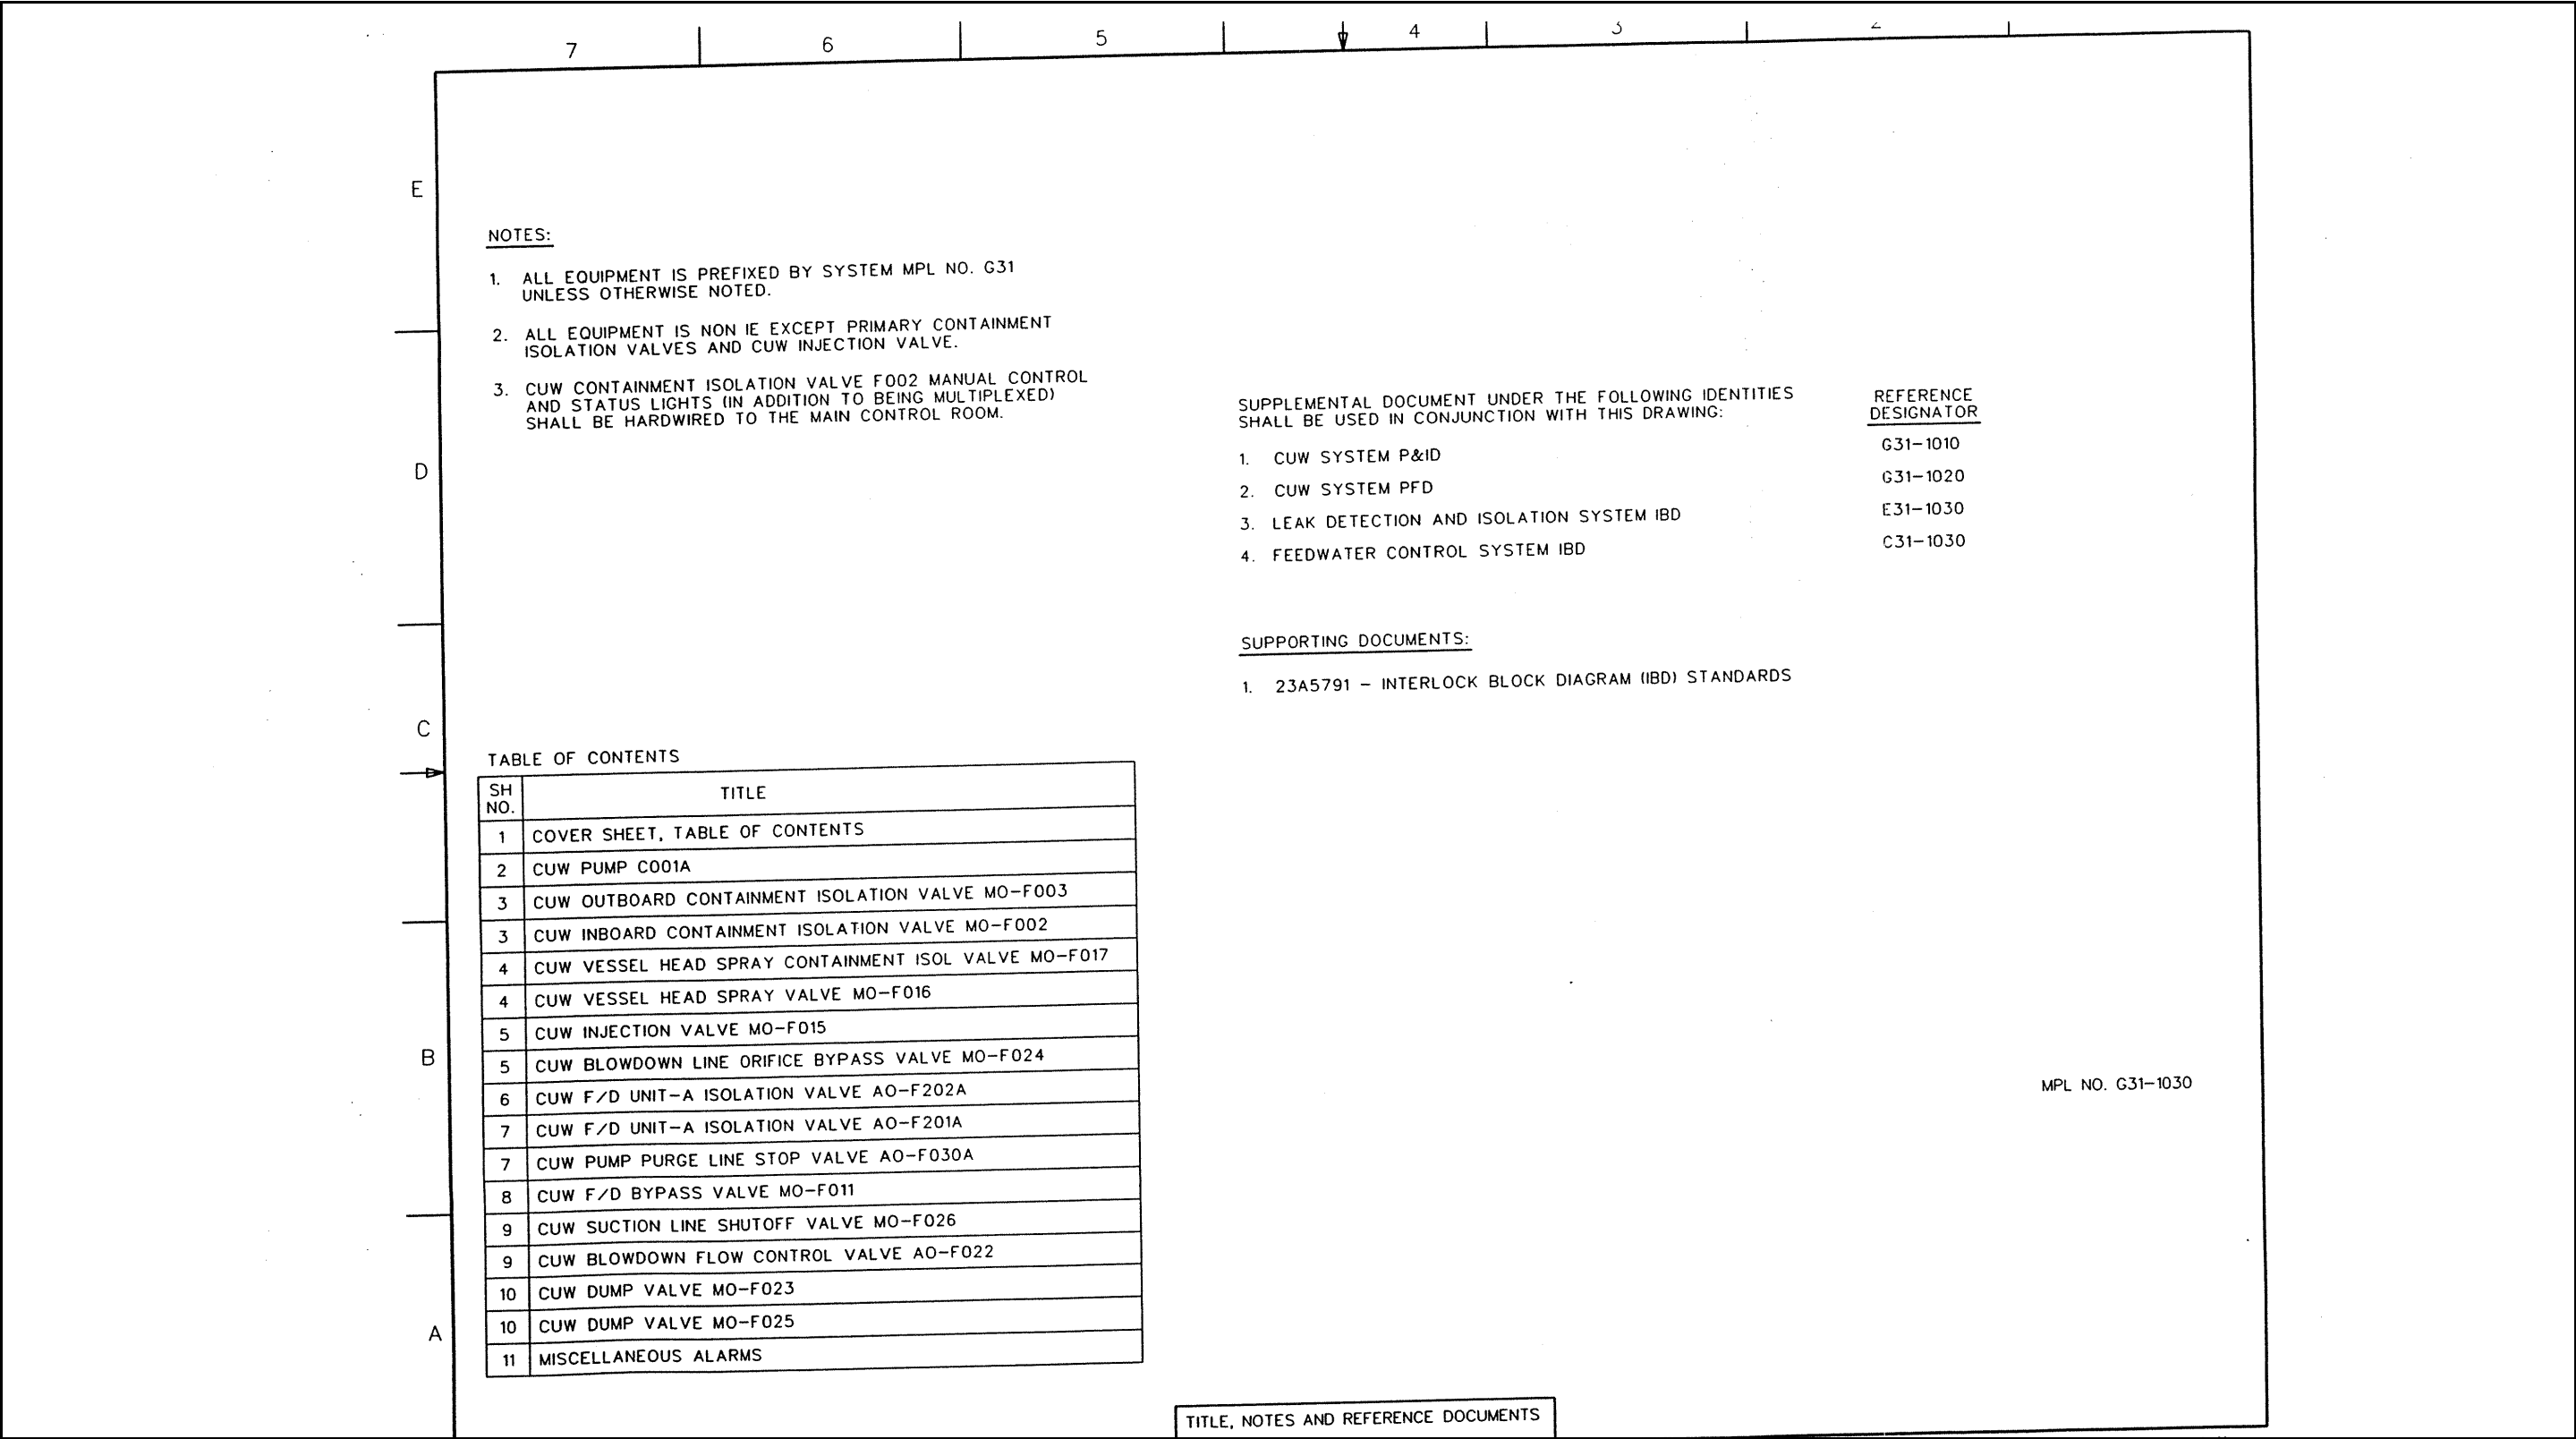 7 6 5 4 3 2
E
NOTES:
1. ALL EQUIPMENT IS PREFIXED BY SYSTEM MPL NO. G31
UNLESS OTHERWISE NOTED.
2. ALL EQUIPMENT IS NON IE EXCEPT PRIMARY CONTAINMENT
ISOLATION VALVES AND CUW INJECTION VALVE.
3. CUW CONTAINMENT ISOLATION VALVE F002 MANUAL CONTROL
AND STATUS LIGHTS (IN ADDITION TO BEING MULTIPLEXED)
SHALL BE HARDWIRED TO THE MAIN CONTROL ROOM.
D
SUPPLEMENTAL DOCUMENT UNDER THE FOLLOWING IDENTITIES
SHALL BE USED IN CONJUNCTION WITH THIS DRAWING:
REFERENCE
DESIGNATOR
1. CUW SYSTEM P&ID G31-1010
2. CUW SYSTEM PFD G31-1020
3. LEAK DETECTION AND ISOLATION SYSTEM IBD E31-1030
4. FEEDWATER CONTROL SYSTEM IBD C31-1030
SUPPORTING DOCUMENTS:
1. 23A5791 - INTERLOCK BLOCK DIAGRAM (IBD) STANDARDS
C
TABLE OF CONTENTS
SH
NO.
TITLE
1 COVER SHEET, TABLE OF CONTENTS
2 CUW PUMP C001A
3 CUW OUTBOARD CONTAINMENT ISOLATION VALVE MO-F003
3 CUW INBOARD CONTAINMENT ISOLATION VALVE MO-F002
4 CUW VESSEL HEAD SPRAY CONTAINMENT ISOL VALVE MO-F017
4 CUW VESSEL HEAD SPRAY VALVE MO-F016
5 CUW INJECTION VALVE MO-F015
5 CUW BLOWDOWN LINE ORIFICE BYPASS VALVE MO-F024
6 CUW F/D UNIT-A ISOLATION VALVE AO-F202A
7 CUW F/D UNIT-A ISOLATION VALVE AO-F201A
7 CUW PUMP PURGE LINE STOP VALVE AO-F030A
8 CUW F/D BYPASS VALVE MO-F011
9 CUW SUCTION LINE SHUTOFF VALVE MO-F026
9 CUW BLOWDOWN FLOW CONTROL VALVE AO-F022
10 CUW DUMP VALVE MO-F023
10 CUW DUMP VALVE MO-F025
11 MISCELLANEOUS ALARMS
B
MPL NO. G31-1030
A
TITLE, NOTES AND REFERENCE DOCUMENTS